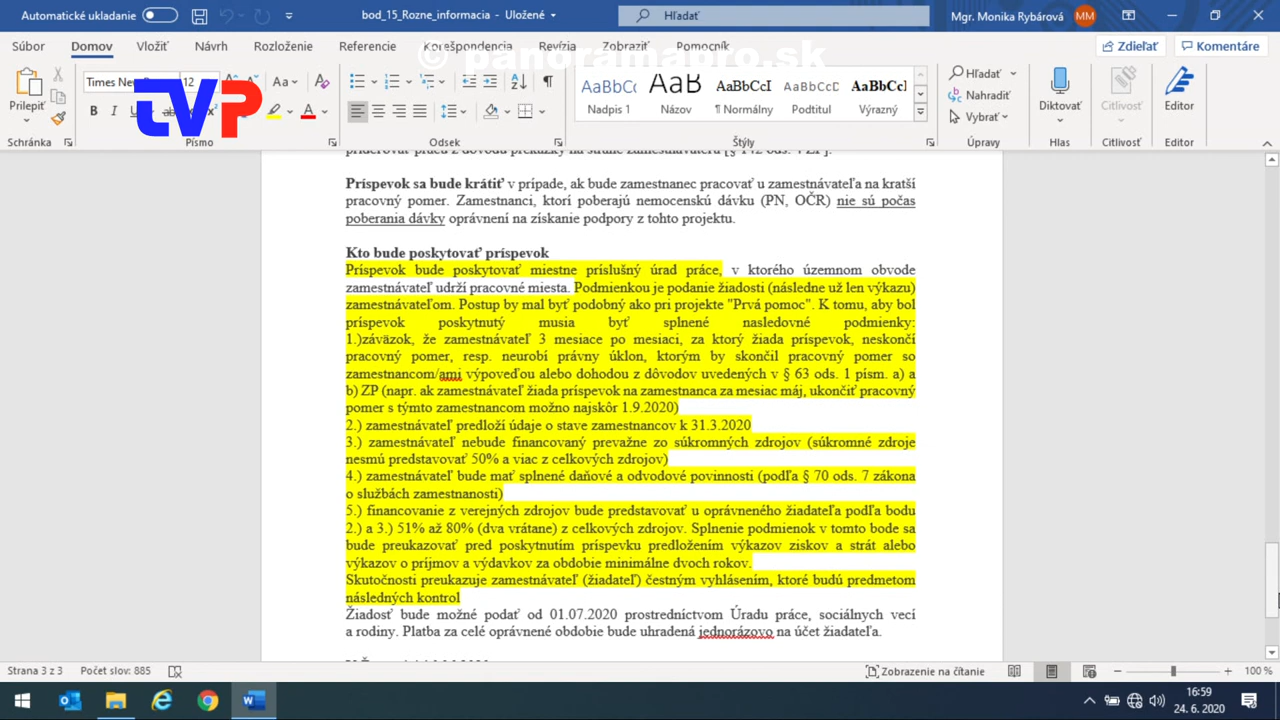 Automatické ukladanie
bod_15_Rozne_informacia - Uložené
Hľadať
Mgr. Monika Rybárová
MM
Súbor Domov Vložiť Návrh Rozloženie Referencie Korešpondencia Revízia Zobraziť Pomocník
Zdieľať
Komentáre
© panoramapro.sk
Prilepiť
Times Ne
12
Aa
B I U
TVP
AaBbCc
AaB
AaBbCcI
AaBbCcD
AaBbCcI
Nadpis 1
Názov
¶ Normálny
Podtitul
Výrazný
Hľadať
Nahradiť
Vybrať
Diktovať
Citlivosť
Editor
Schránka
Písmo
Odsek
Štýly
Úpravy
Hlas
Citlivosť
Editor
Príspevok sa bude krátiť v prípade, ak bude zamestnanec pracovať u zamestnávateľa na kratší
pracovný pomer. Zamestnanci, ktorí poberajú nemocenskú dávku (PN, OČR) nie sú počas
poberania dávky oprávnení na získanie podpory z tohto projektu.
Kto bude poskytovať príspevok
Príspevok bude poskytovať miestne príslušný úrad práce, v ktorého územnom obvode
zamestnávateľ udrží pracovné miesta. Podmienkou je podanie žiadosti (následne už len výkazu)
zamestnávateľom. Postup by mal byť podobný ako pri projekte "Prvá pomoc". K tomu, aby bol
príspevok poskytnutý musia byť splnené nasledovné podmienky:
1.)záväzok, že zamestnávateľ 3 mesiace po mesiaci, za ktorý žiada príspevok, neskončí
pracovný pomer, resp. neurobí právny úklon, ktorým by skončil pracovný pomer so
zamestnancom/ami výpoveďou alebo dohodou z dôvodov uvedených v § 63 ods. 1 písm. a) a
b) ZP (napr. ak zamestnávateľ žiada príspevok na zamestnanca za mesiac máj, ukončiť pracovný
pomer s týmto zamestnancom možno najskôr 1.9.2020)
2.) zamestnávateľ predloží údaje o stave zamestnancov k 31.3.2020
3.) zamestnávateľ nebude financovaný prevažne zo súkromných zdrojov (súkromné zdroje
nesmú predstavovať 50% a viac z celkových zdrojov)
4.) zamestnávateľ bude mať splnené daňové a odvodové povinnosti (podľa § 70 ods. 7 zákona
o službách zamestnanosti)
5.) financovanie z verejných zdrojov bude predstavovať u oprávneného žiadateľa podľa bodu
2.) a 3.) 51% až 80% (dva vrátane) z celkových zdrojov. Splnenie podmienok v tomto bode sa
bude preukazovať pred poskytnutím príspevku predložením výkazov ziskov a strát alebo
výkazov o príjmov a výdavkov za obdobie minimálne dvoch rokov.
Skutočnosti preukazuje zamestnávateľ (žiadateľ) čestným vyhlásením, ktoré budú predmetom
následných kontrol
Žiadosť bude možné podať od 01.07.2020 prostredníctvom Úradu práce, sociálnych vecí
a rodiny. Platba za celé oprávnené obdobie bude uhradená jednorázovo na účet žiadateľa.
Strana 3 z 3
Počet slov: 885
Zobrazenie na čítanie
100 %
16:59
24. 6. 2020